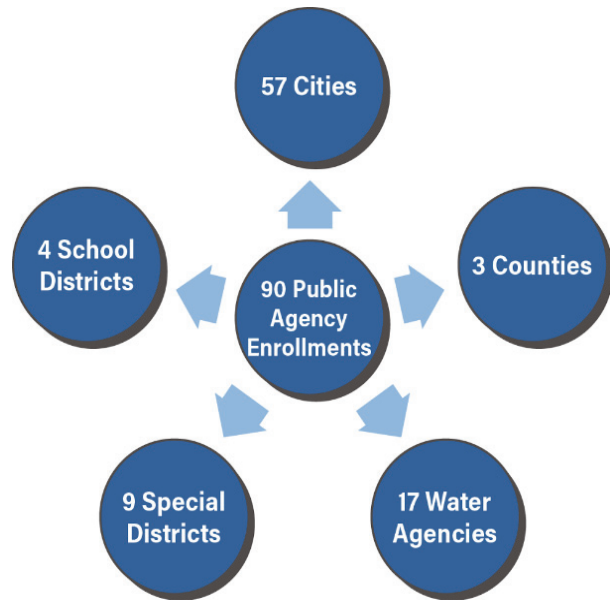 57 Cities
4 School
Districts
3 Counties
90 Public
Agency
Enrollments
9 Special
Districts
17 Water
Agencies